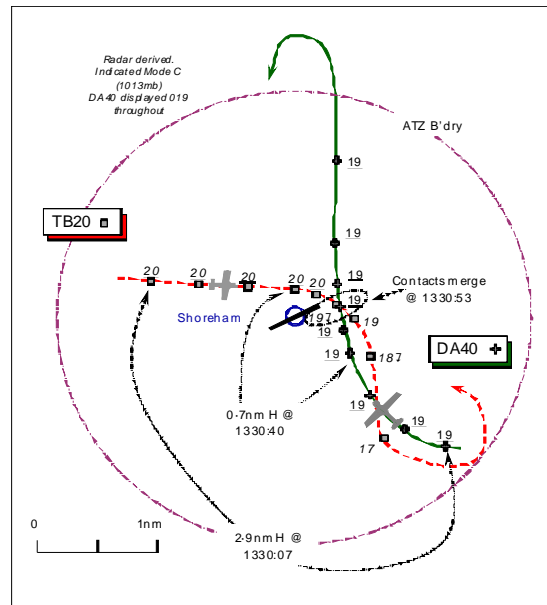 Radar derived.
Indicated Mode C
(1013mb)
DA40 displayed 019
throughout
ATZ B'dry
19
TB20
19
20
20
20
20
20
19
Contacts merge
@ 1330:53
19
Shoreham
197
19
19
187
DA40
19
0·7nm H @
1330:40
19
19
17
19
0
1nm
2·9nm H @
1330:07